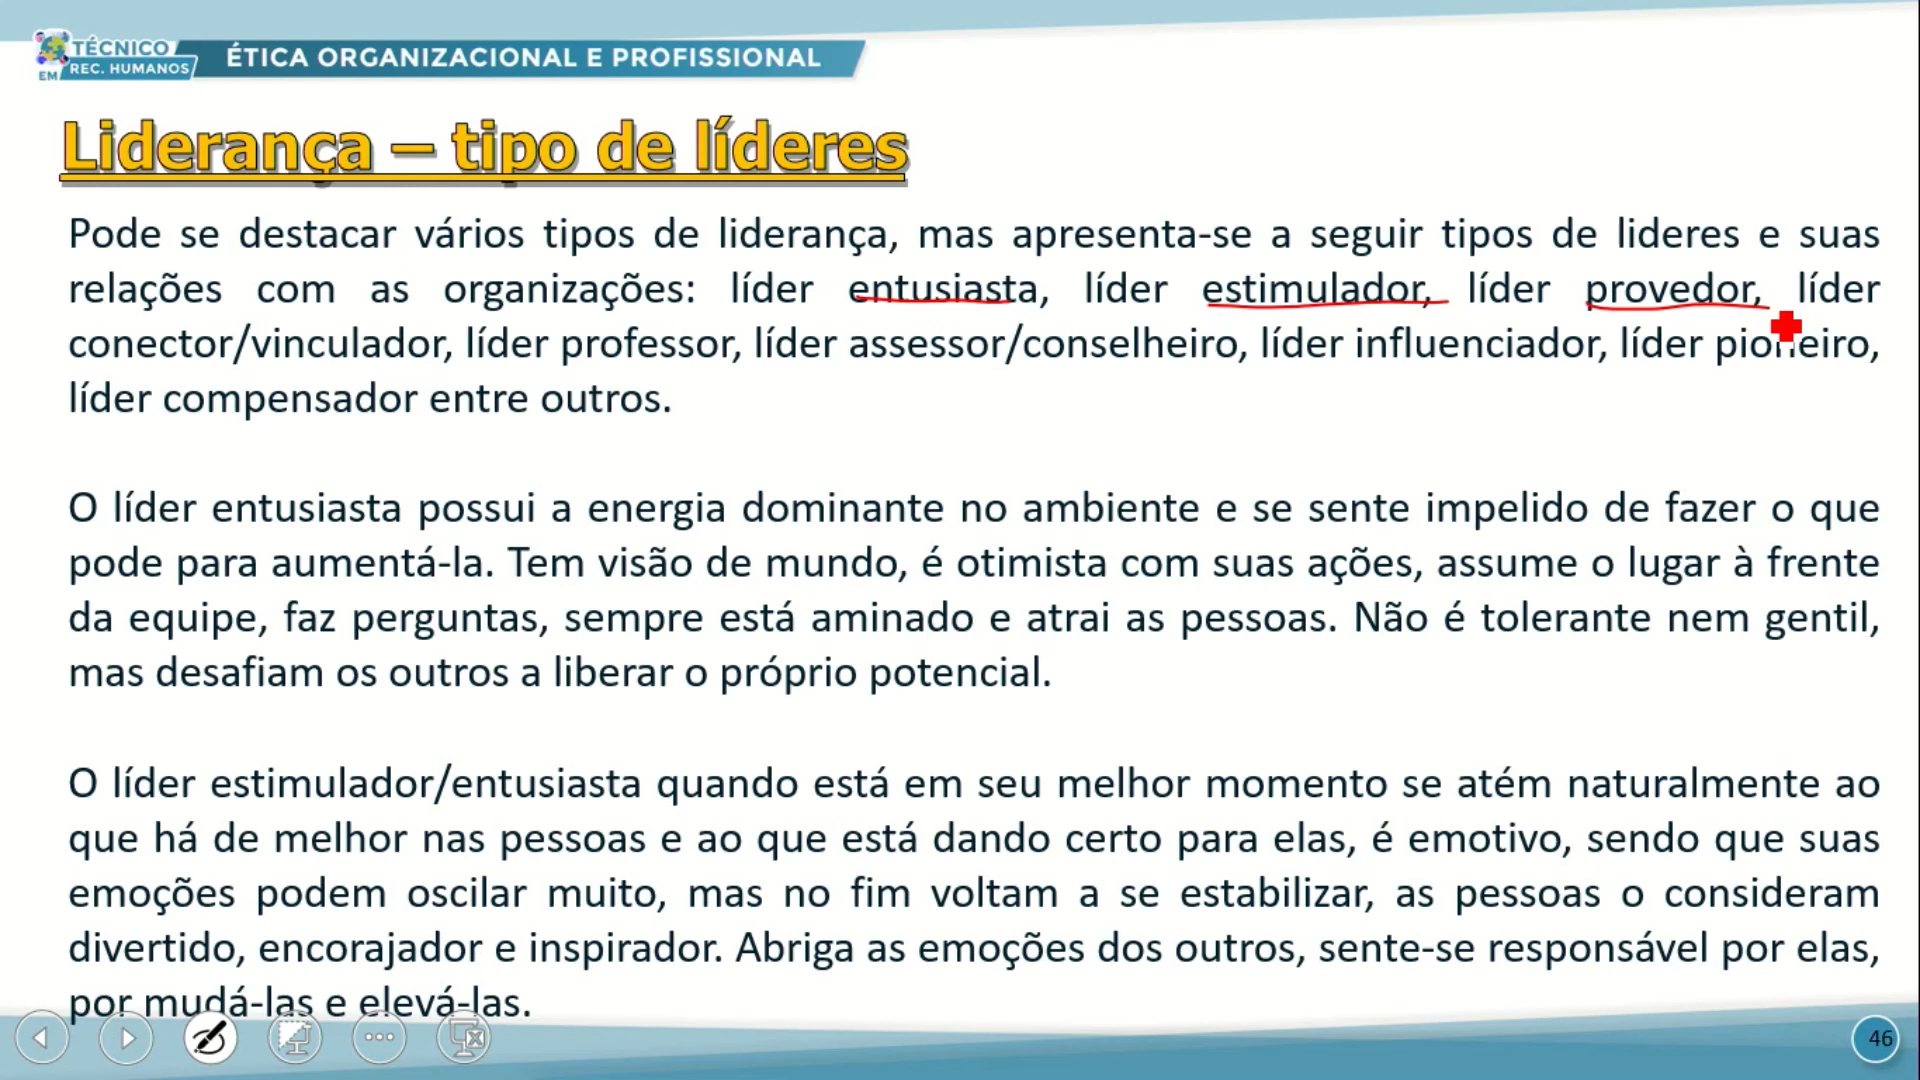 TÉCNICO
EM REC. HUMANOS
ÉTICA ORGANIZACIONAL E PROFISSIONAL
Liderança – tipo de líderes
Pode se destacar vários tipos de liderança, mas apresenta-se a seguir tipos de lideres e suas
relações com as organizações: líder entusiasta, líder estimulador, líder provedor, líder
conector/vinculador, líder professor, líder assessor/conselheiro, líder influenciador, líder pioneiro,
líder compensador entre outros.
O líder entusiasta possui a energia dominante no ambiente e se sente impelido de fazer o que
pode para aumentá-la. Tem visão de mundo, é otimista com suas ações, assume o lugar à frente
da equipe, faz perguntas, sempre está aminado e atrai as pessoas. Não é tolerante nem gentil,
mas desafiam os outros a liberar o próprio potencial.
O líder estimulador/entusiasta quando está em seu melhor momento se atém naturalmente ao
que há de melhor nas pessoas e ao que está dando certo para elas, é emotivo, sendo que suas
emoções podem oscilar muito, mas no fim voltam a se estabilizar, as pessoas o consideram
divertido, encorajador e inspirador. Abriga as emoções dos outros, sente-se responsável por elas,
por mudá-las e elevá-las.
46